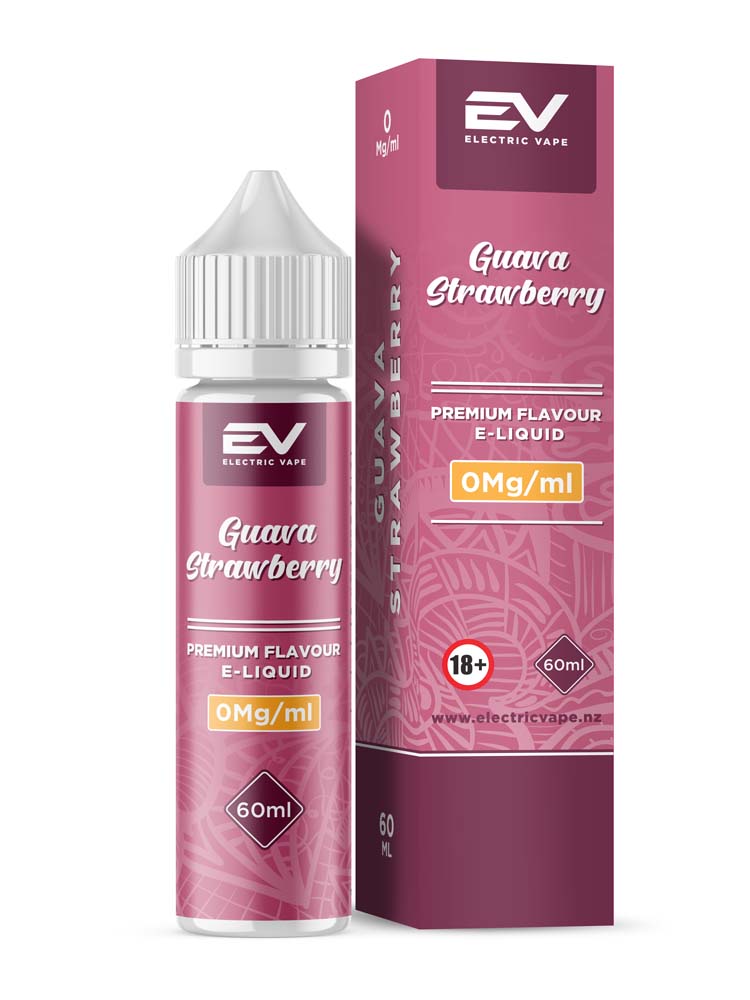 EV
ELECTRIC VAPE
Guava
Strawberry
PREMIUM FLAVOUR
E-LIQUID
0Mg/ml
60ml
0
Mg/ml
GUAVA
STRAWBERRY
60
ML
EV
ELECTRIC VAPE
Guava
Strawberry
PREMIUM FLAVOUR
E-LIQUID
0Mg/ml
18+
60ml
www.electricvape.nz